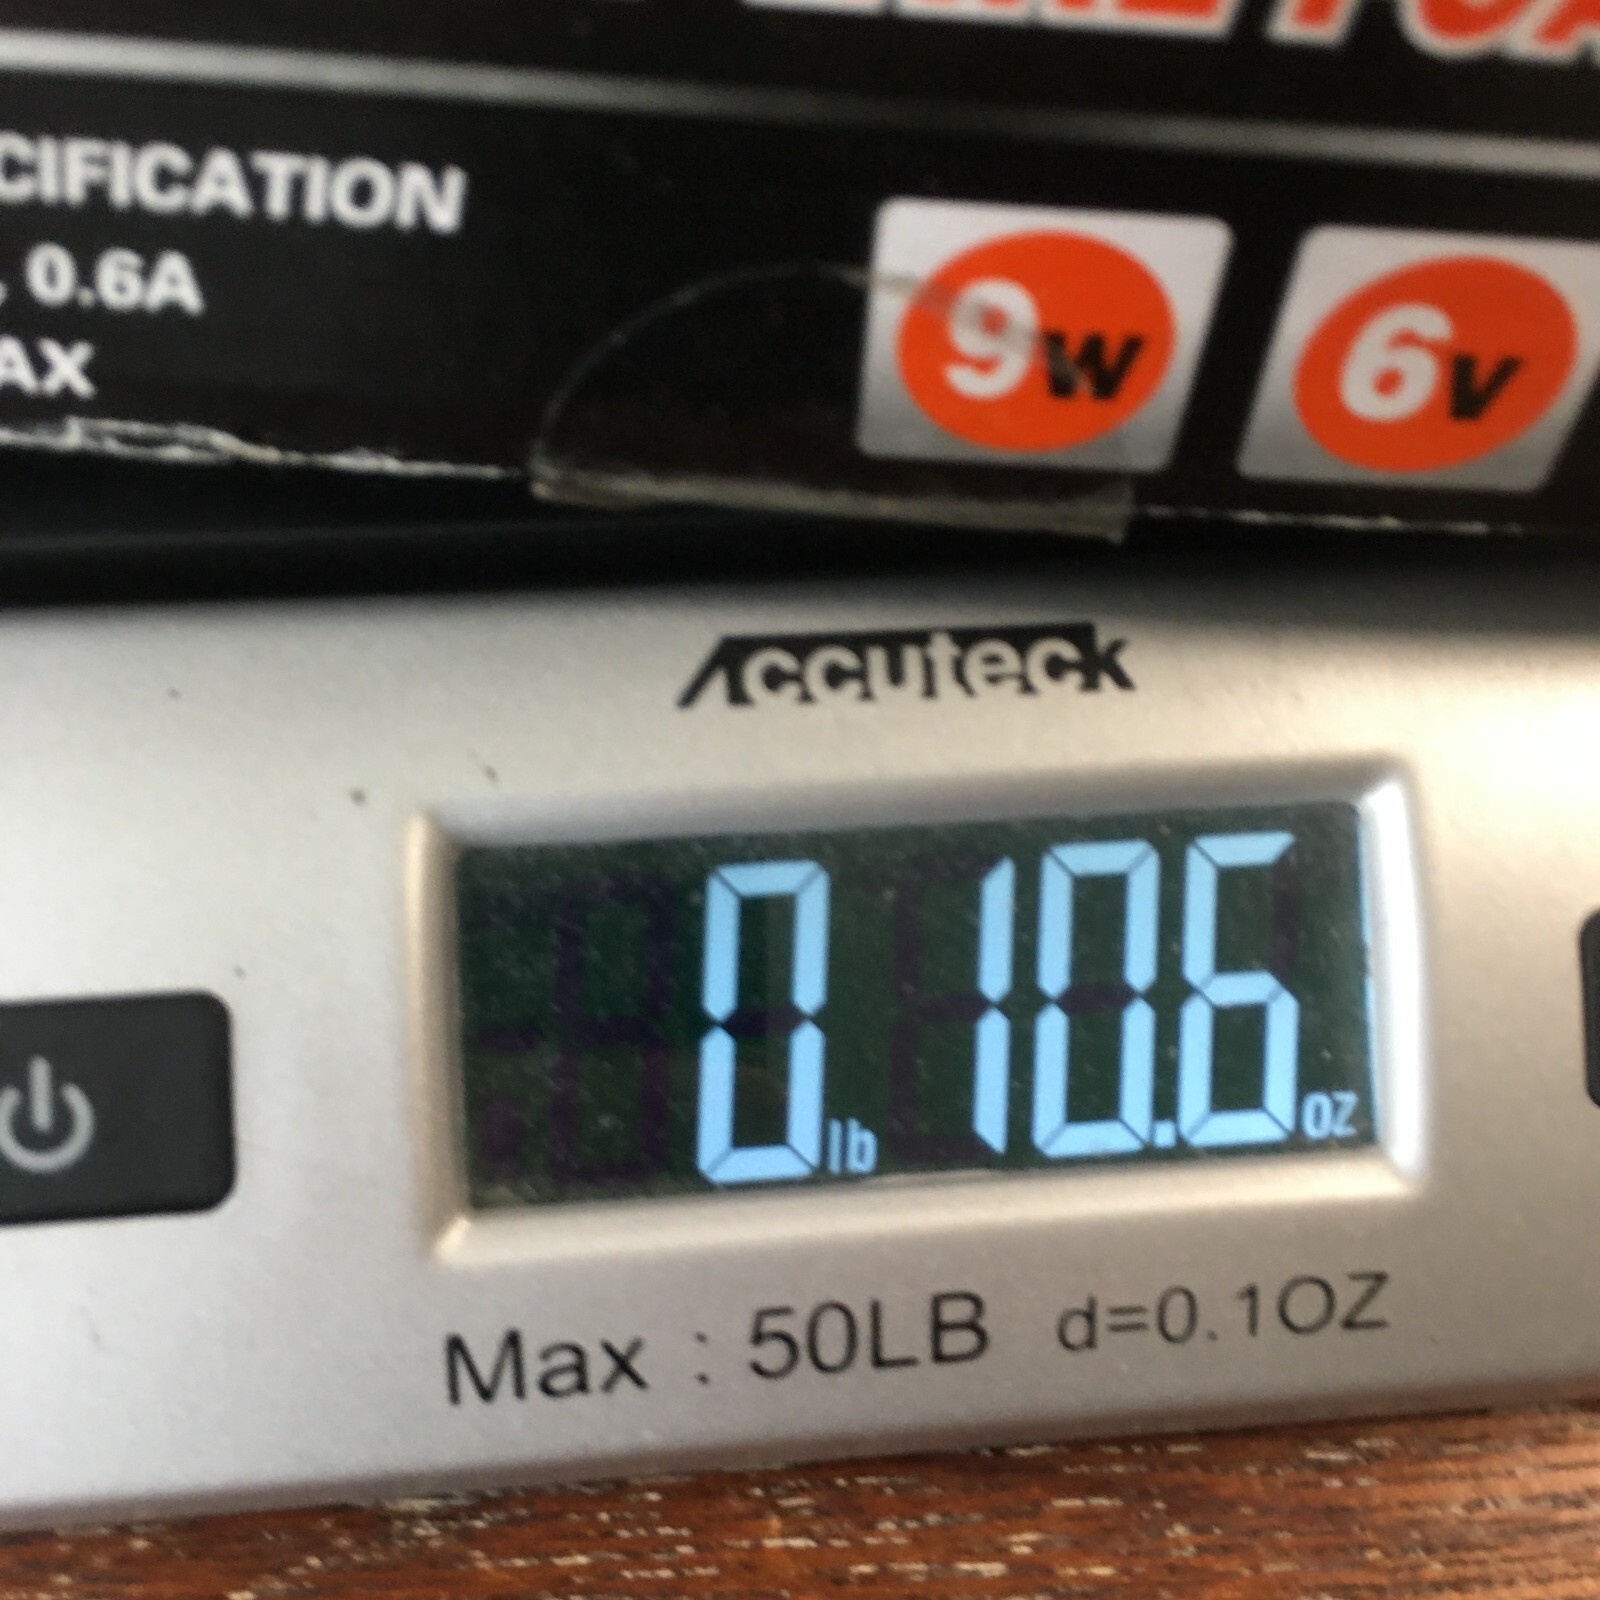 CIFICATION
0.6A
AX
9W
6V
Accuteck
0 lb 10.6 oz
Max : 50LB d=0.1OZ